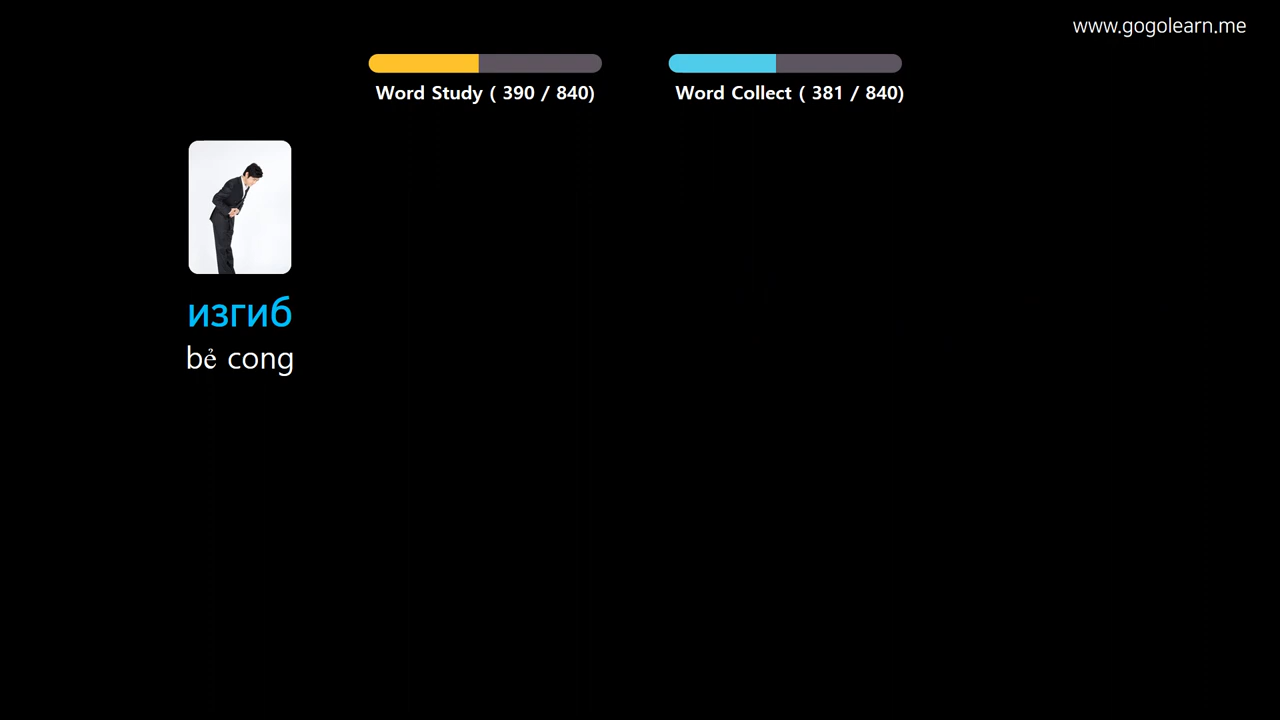 www.gogolearn.me
Word Study ( 390 / 840)
Word Collect ( 381 / 840)
изгиб
bẻ cong